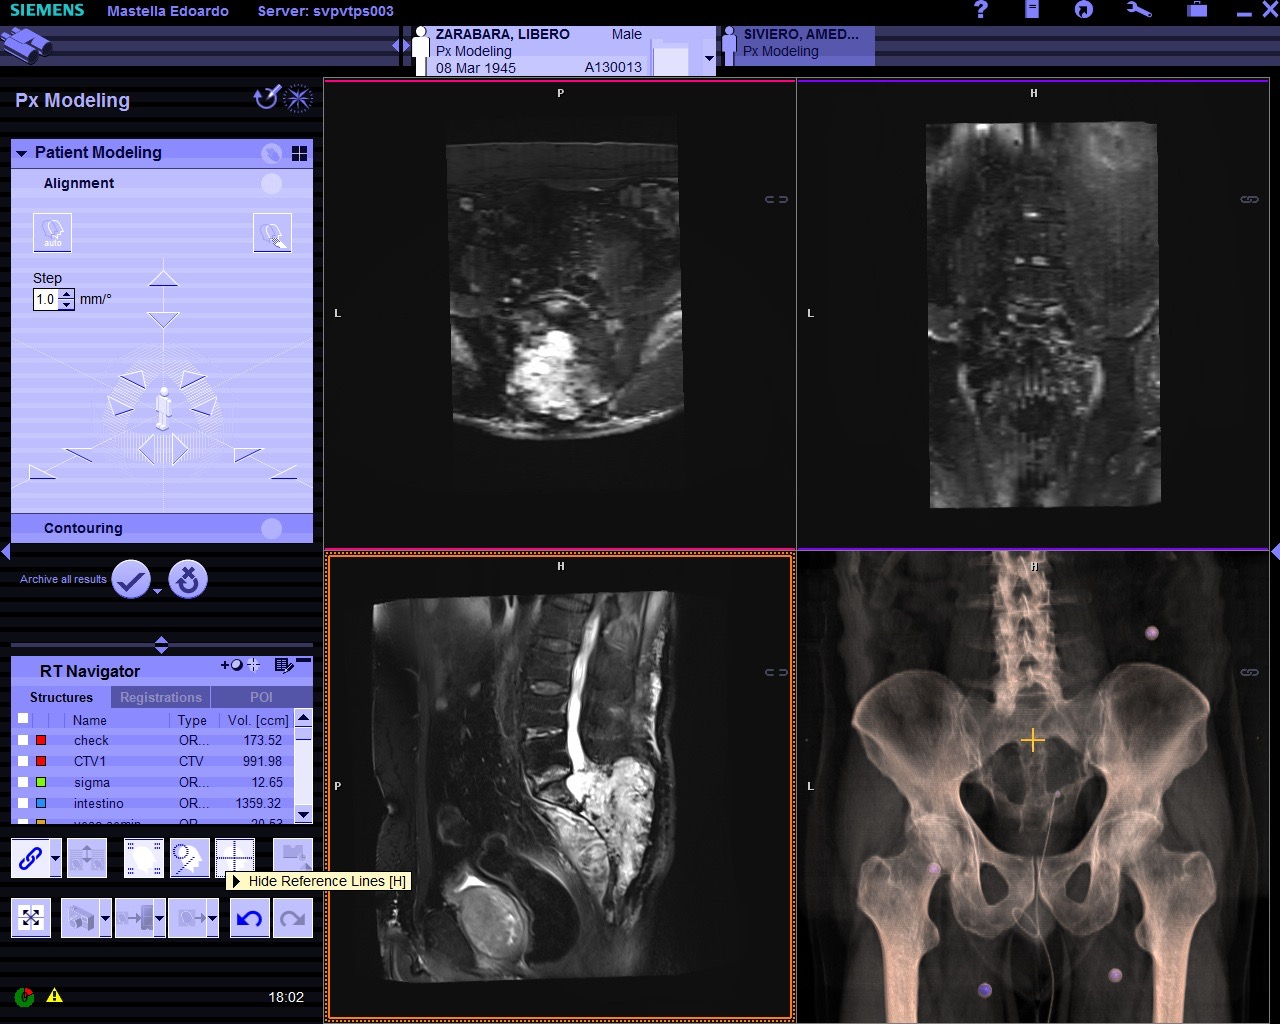 SIEMENS Mastella Edoardo Server: svpvtps003
ZARABARA, LIBERO Male
Px Modeling
08 Mar 1945 A130013
SIVIERO, AMED...
Px Modeling
Px Modeling
Patient Modeling
Alignment
auto
Step
1.0 mm/°
Contouring
Archive all results
RT Navigator
Structures Registrations POI
Name Type Vol. [ccm]
check OR... 173.52
CTV1 CTV 991.98
sigma OR... 12.65
intestino OR... 1359.32
Hide Reference Lines [H]
18:02
P
L
H
L
H
P
H
L